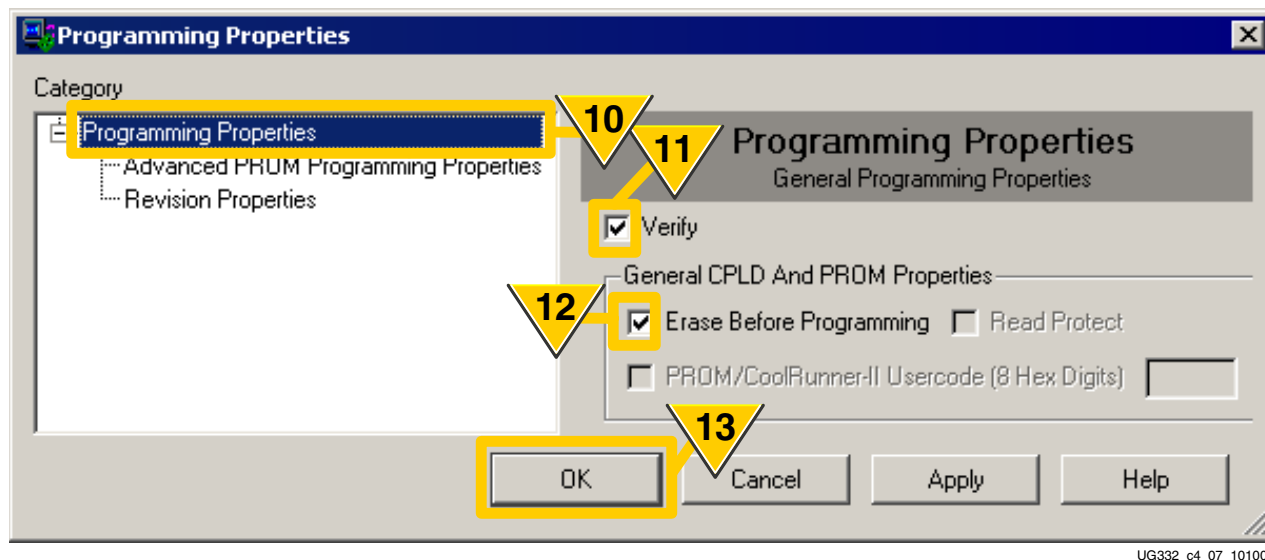 Programming Properties
Category
Programming Properties
Advanced PROM Programming Properties
Revision Properties
10
11
Programming Properties
General Programming Properties
Verify
General CPLD And PROM Properties
12
Erase Before Programming Read Protect
PROM/CoolRunner-II Usercode (8 Hex Digits)
13
OK Cancel Apply Help
UG332_c4_07_10100